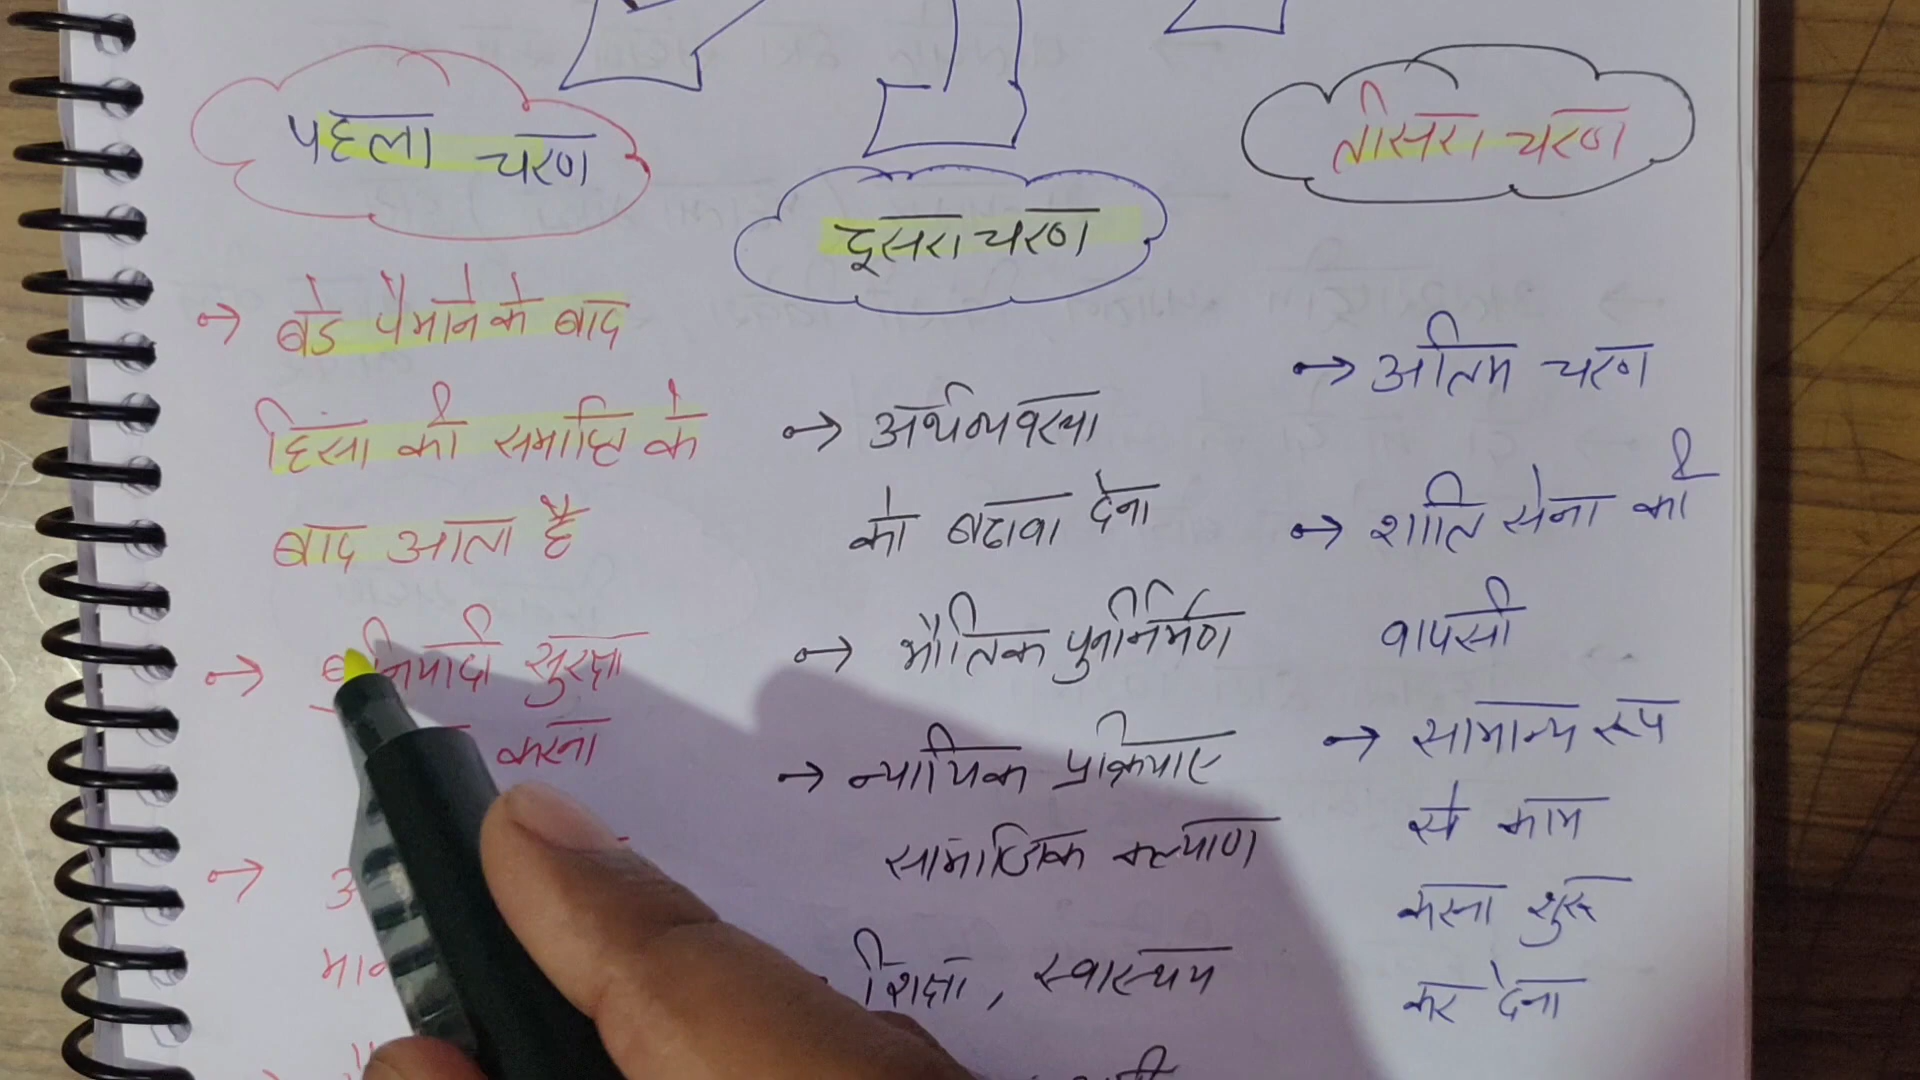 पहला चरण
→ बडे पैमाने के बाद
हिंसा की समाप्ति के
बाद आता है
→ बुनियादी सुरक्षा
करना
→
दूसरा चरण
→ अर्थव्यवस्था
को बढावा देना
→ भौतिक पुनर्निर्माण
→ न्यायिक प्रक्रियाए
सामाजिक कल्याण
शिक्षा, स्वास्थय
तीसरा चरण
→ अंतिम चरण
→ शांति सेना की
वापसी
→ सामान्य रूप
से काम
करना शुरू
कर देना